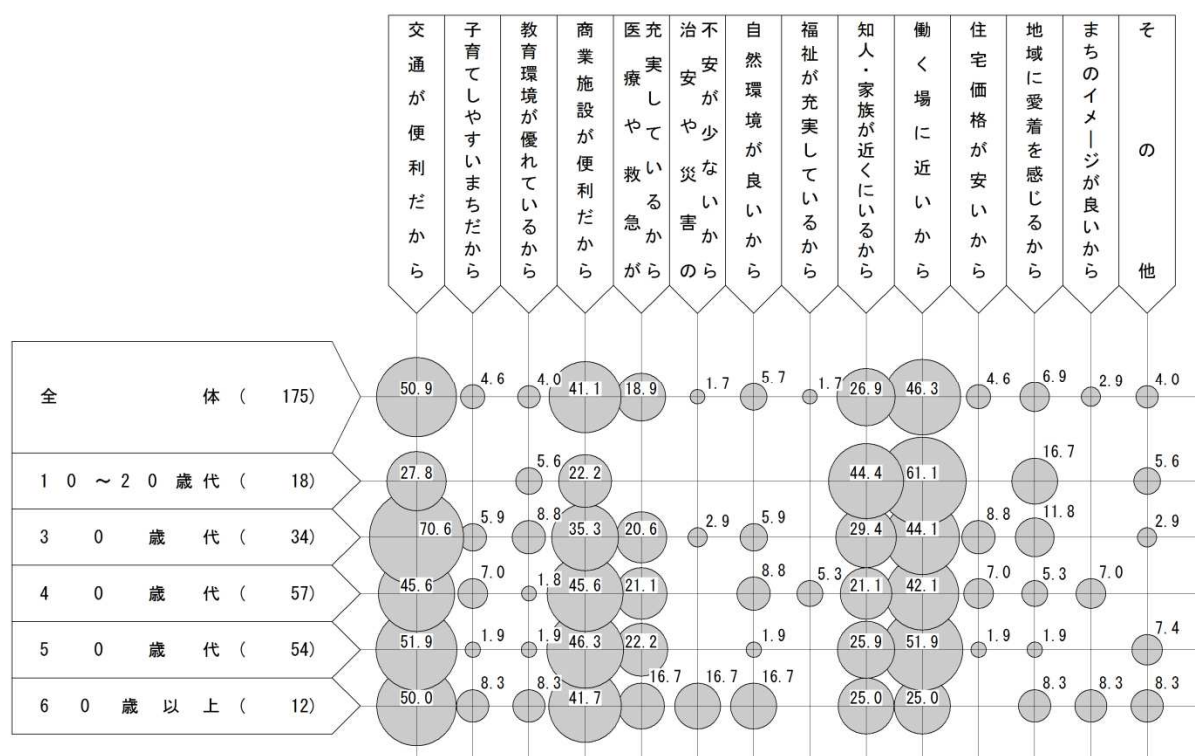 交通が便利だから
子育てしやすいまちだから
教育環境が優れているから
商業施設が便利だから
医療や救急が
充実しているから
治安や災害の
不安が少ないから
自然環境が良いから
福祉が充実しているから
知人・家族が近くにいるから
働く場に近いから
住宅価格が安いから
地域に愛着を感じるから
まちのイメージが良いから
その他
全体( 175) 50.9 4.6 4.0 41.1 18.9 1.7 5.7 1.7 26.9 46.3 4.6 6.9 2.9 4.0
10~20歳代( 18) 27.8 5.6 22.2 44.4 61.1 16.7 5.6
30歳代( 34) 70.6 5.9 8.8 35.3 20.6 2.9 5.9 29.4 44.1 8.8 11.8 2.9
40歳代( 57) 45.6 7.0 1.8 45.6 21.1 8.8 5.3 21.1 42.1 7.0 5.3 7.0
50歳代( 54) 51.9 1.9 1.9 46.3 22.2 1.9 25.9 51.9 1.9 1.9 7.4
60歳以上( 12) 50.0 8.3 8.3 41.7 16.7 16.7 16.7 25.0 25.0 8.3 8.3 8.3